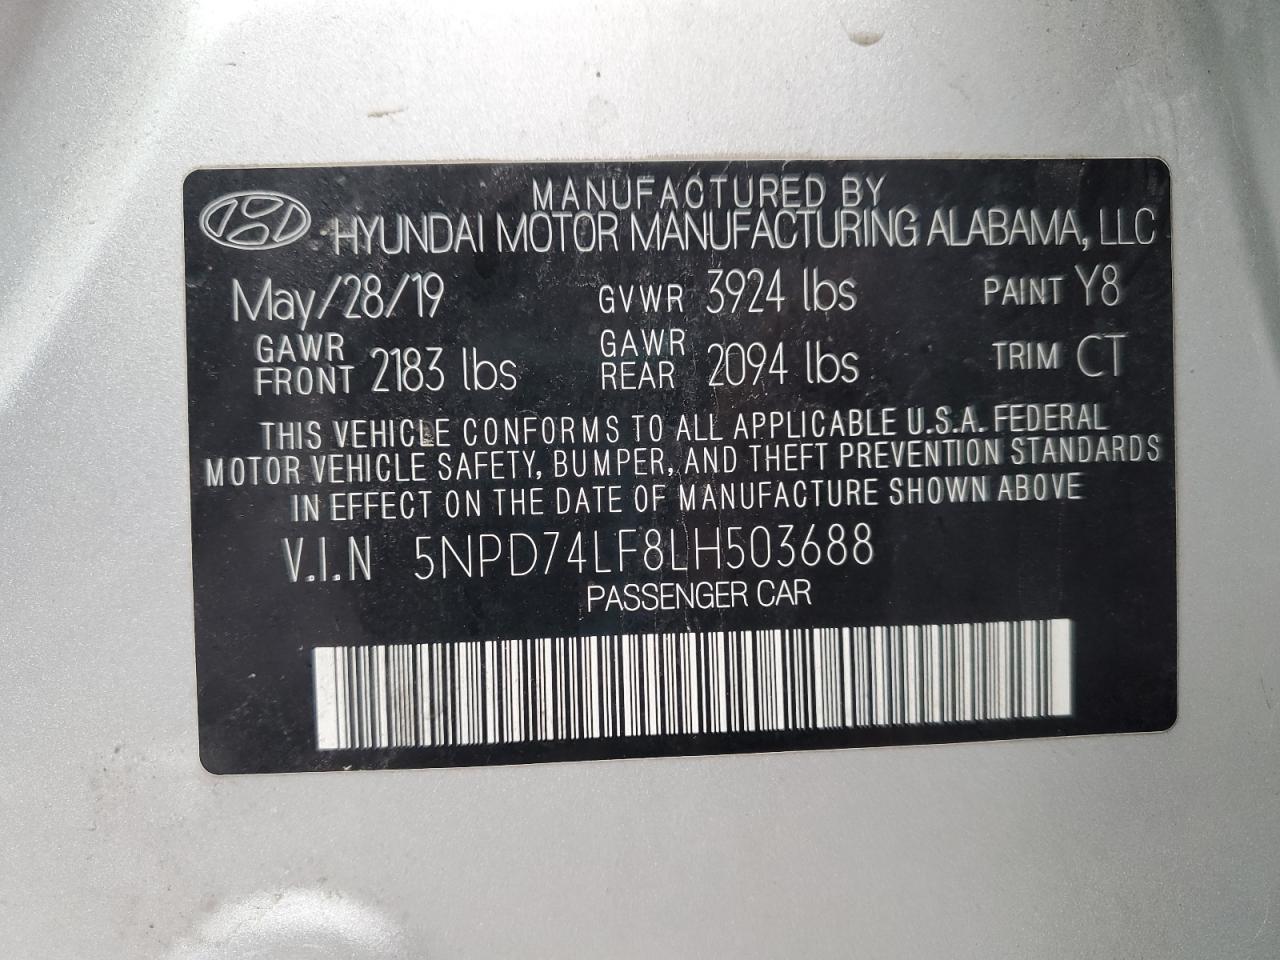 MANUFACTURED BY
HYUNDAI MOTOR MANUFACTURING ALABAMA, LLC
May/28/19 GVWR 3924 lbs PAINT Y8
GAWR FRONT 2183 lbs GAWR REAR 2094 lbs TRIM CT
THIS VEHICLE CONFORMS TO ALL APPLICABLE U.S.A. FEDERAL
MOTOR VEHICLE SAFETY, BUMPER, AND THEFT PREVENTION STANDARDS
IN EFFECT ON THE DATE OF MANUFACTURE SHOWN ABOVE
V.I.N 5NPD74LF8LH503688
PASSENGER CAR